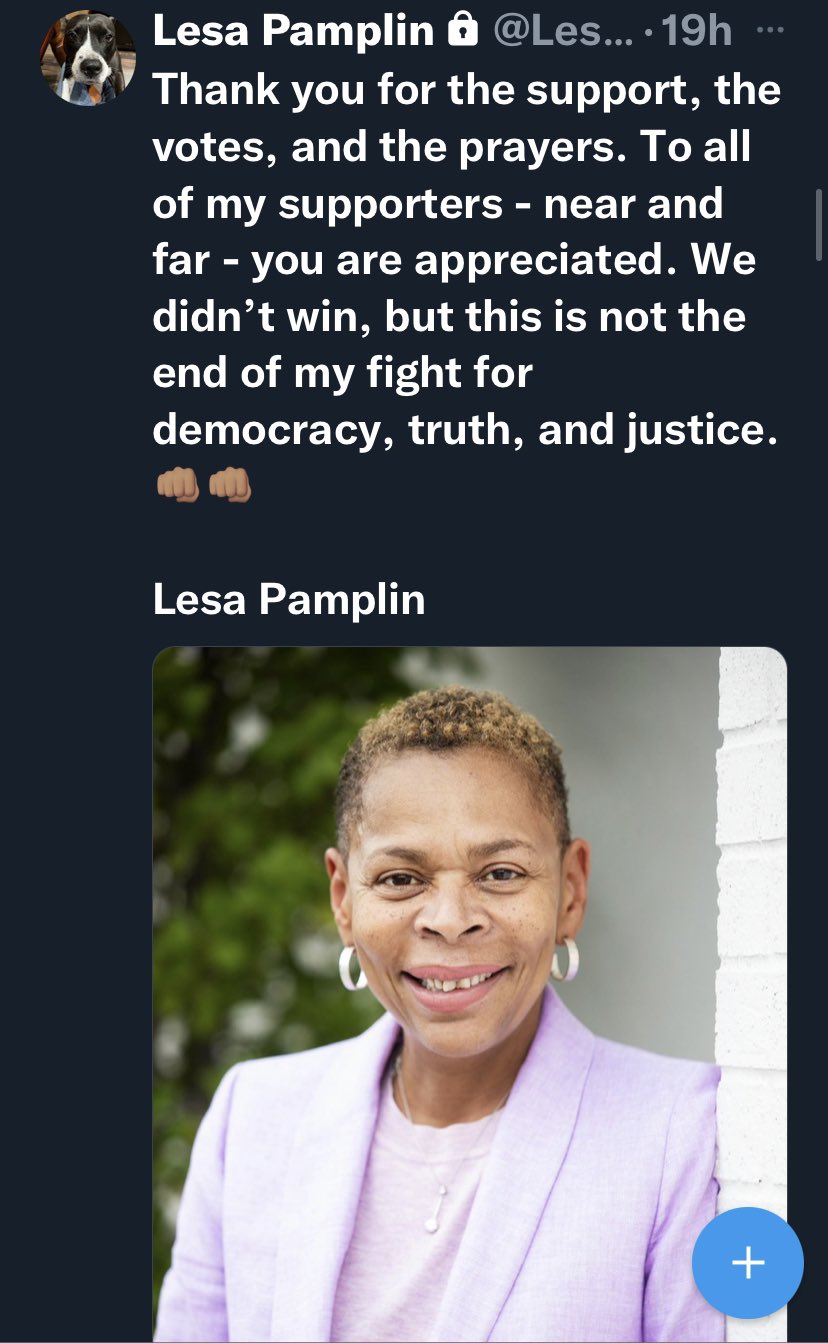 Lesa Pamplin 🔒 @Les... · 19h ...
Thank you for the support, the
votes, and the prayers. To all
of my supporters - near and
far - you are appreciated. We
didn’t win, but this is not the
end of my fight for
democracy, truth, and justice.
👊🏽👊🏽
Lesa Pamplin